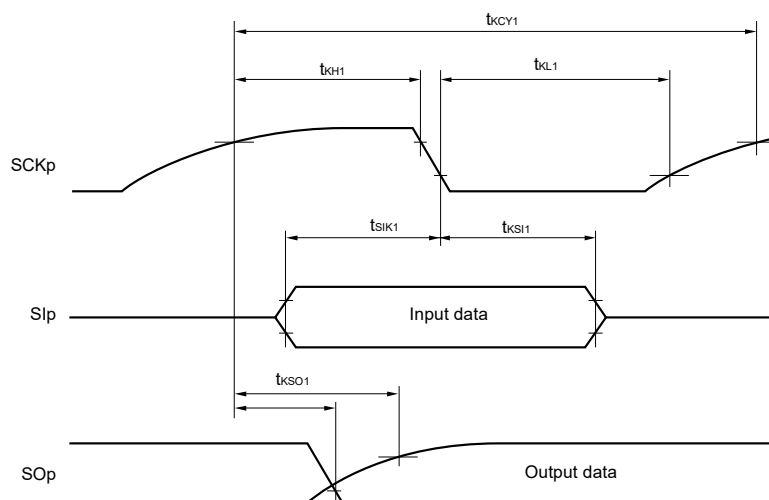 tKCY1
tKH1
tKL1
SCKp
tSIK1
tKSI1
SIp
Input data
tKSO1
SOp
Output data